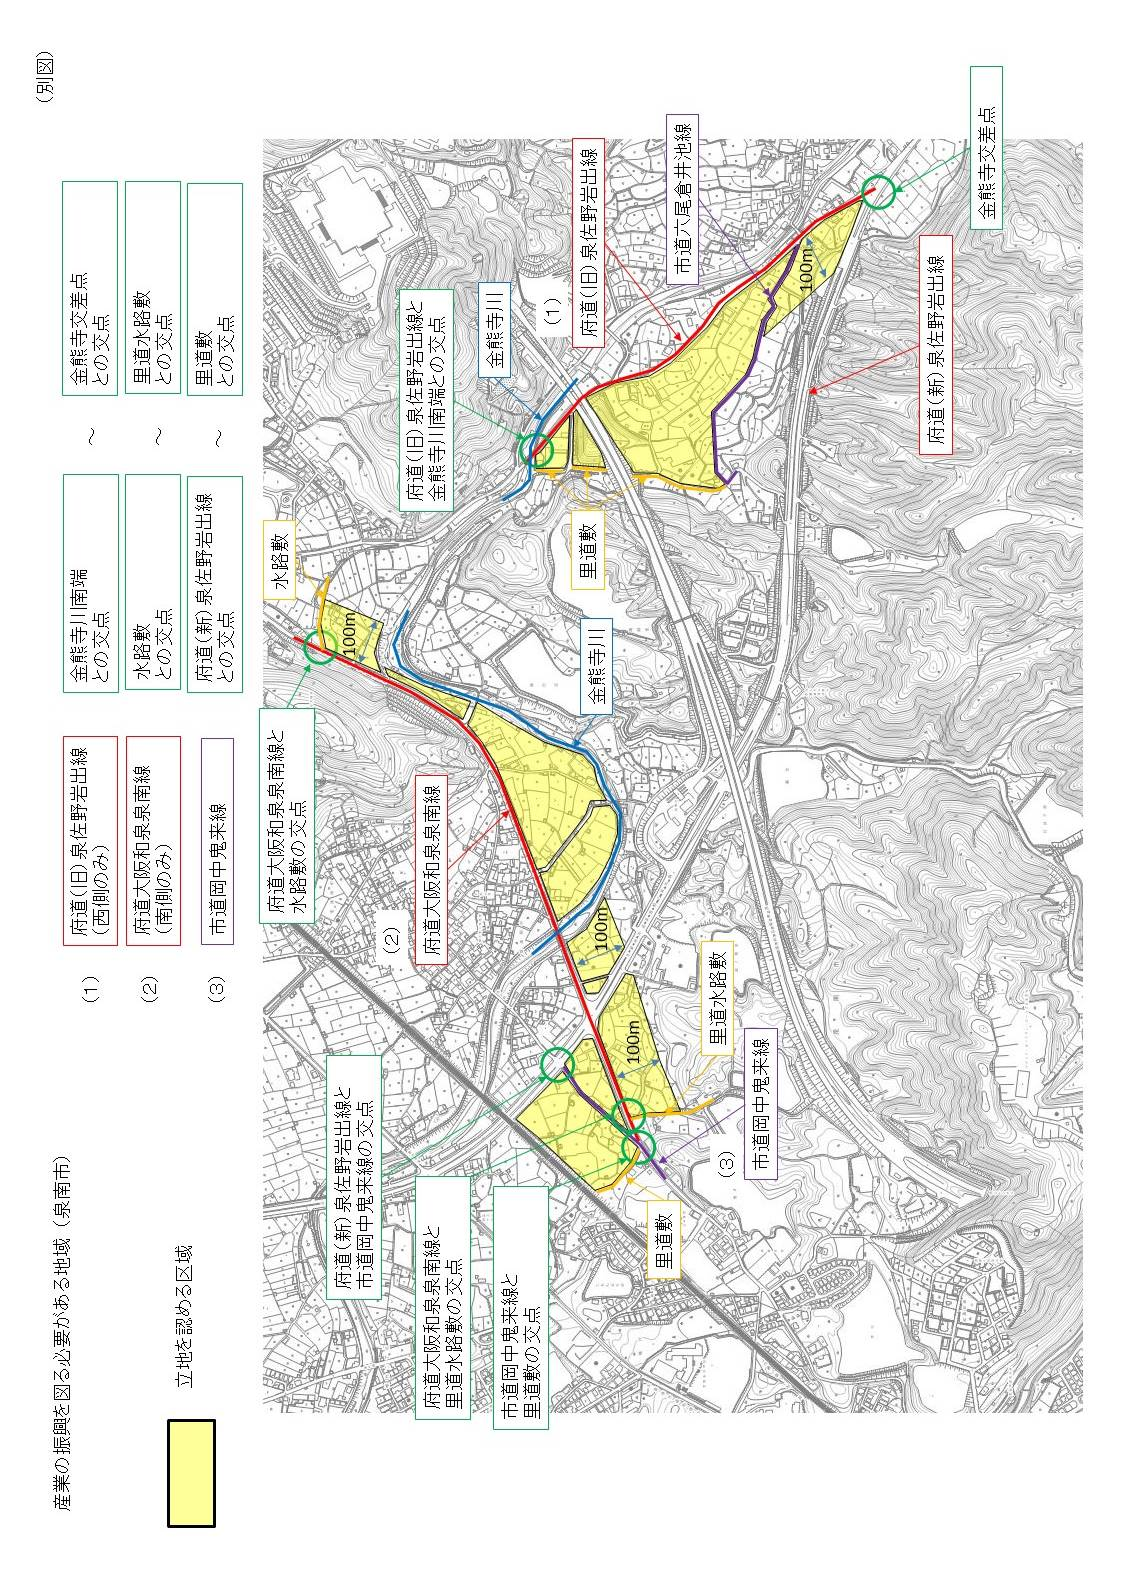 （別図）
産業の振興を図る必要がある地域（泉南市）
立地を認める区域
（1）
府道（旧）泉佐野岩出線
（西側のみ）
金熊寺川南端
との交点
～
金熊寺交差点
との交点
（2）
府道大阪和泉泉南線
（南側のみ）
水路敷
との交点
～
里道水路敷
との交点
（3）
市道岡中鬼来線
府道（新）泉佐野岩出線
との交点
～
里道敷
との交点
府道大阪和泉泉南線と
水路敷の交点
水路敷
府道（新）泉佐野岩出線と
市道岡中鬼来線の交点
（2）
府道大阪和泉泉南線
府道（旧）泉佐野岩出線と
金熊寺川南端との交点
金熊寺川
（1）
府道（旧）泉佐野岩出線
市道六尾倉井池線
金熊寺交差点
府道大阪和泉泉南線と
里道水路敷の交点
市道岡中鬼来線と
里道敷の交点
里道敷
金熊寺川
里道敷
（3）
里道水路敷
市道岡中鬼来線
府道（新）泉佐野岩出線
100m
100m
100m
100m